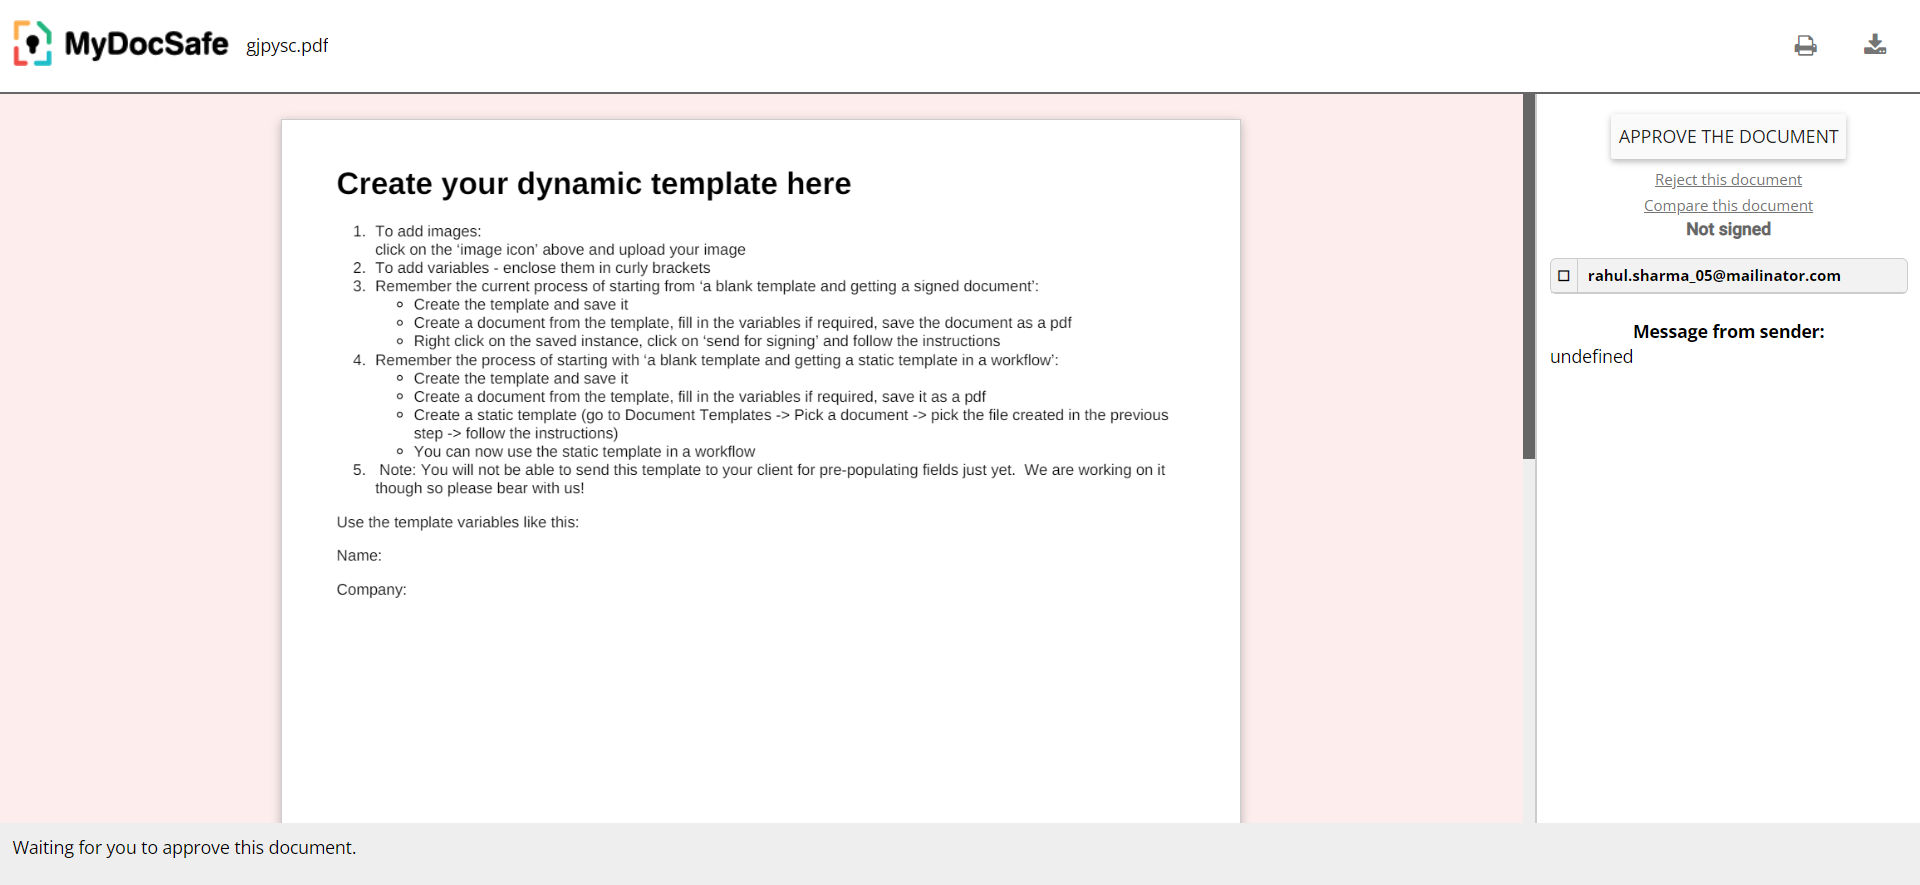 MyDocSafe gjpysc.pdf
Create your dynamic template here
1. To add images:
click on the ‘image icon’ above and upload your image
2. To add variables - enclose them in curly brackets
3. Remember the current process of starting from ‘a blank template and getting a signed document’:
Create the template and save it
Create a document from the template, fill in the variables if required, save the document as a pdf
Right click on the saved instance, click on ‘send for signing’ and follow the instructions
4. Remember the process of starting with ‘a blank template and getting a static template in a workflow’:
Create the template and save it
Create a document from the template, fill in the variables if required, save it as a pdf
Create a static template (go to Document Templates -> Pick a document -> pick the file created in the previous
step -> follow the instructions)
You can now use the static template in a workflow
5. Note: You will not be able to send this template to your client for pre-populating fields just yet. We are working on it
though so please bear with us!
Use the template variables like this:
Name:
Company:
APPROVE THE DOCUMENT
Reject this document
Compare this document
Not signed
rahul.sharma_05@mailinator.com
Message from sender:
undefined
Waiting for you to approve this document.